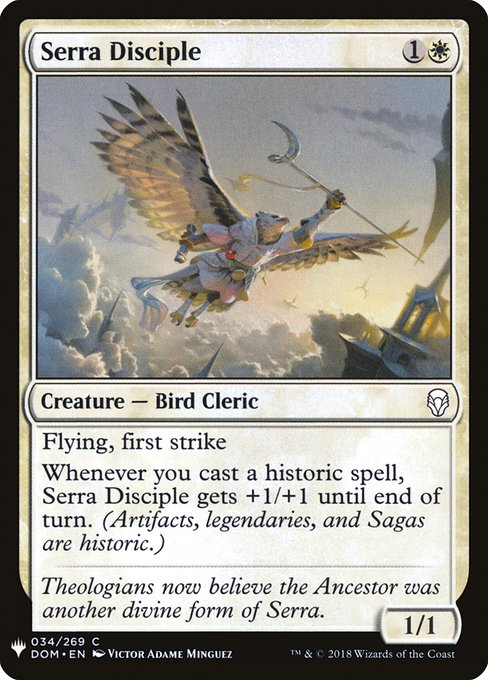 Serra Disciple 1
Creature — Bird Cleric
Flying, first strike
Whenever you cast a historic spell,
Serra Disciple gets +1/+1 until end of
turn. (Artifacts, legendaries, and Sagas
are historic.)
Theologians now believe the Ancestor was
another divine form of Serra.
1/1
034/269 C
DOM • EN Victor Adame Minguez
™ & © 2018 Wizards of the Coast